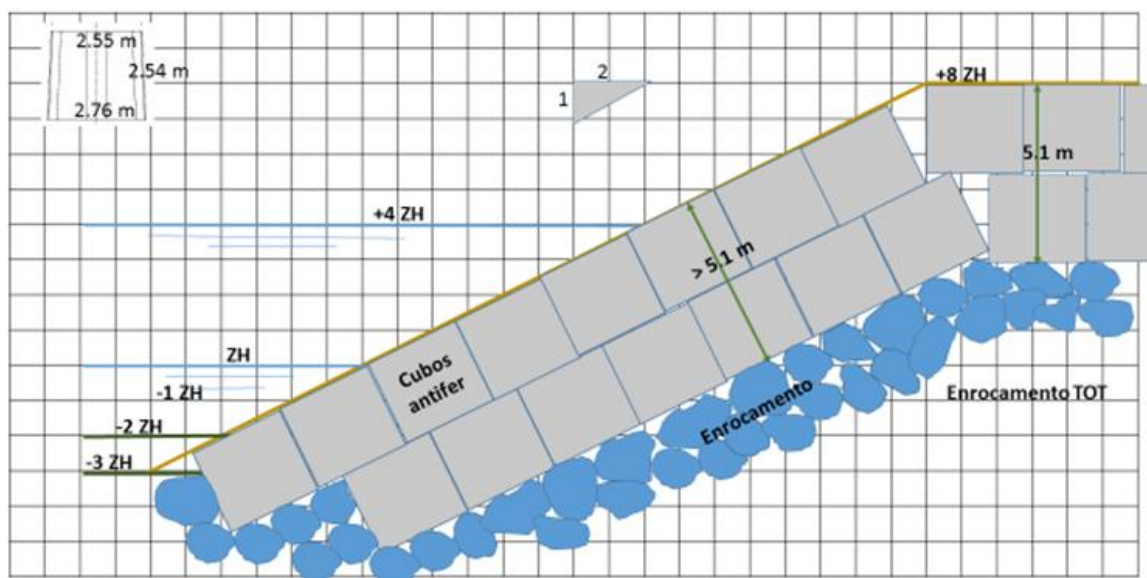 2.55 m
2.54 m
2.76 m
2
1
+8 ZH
5.1 m
+4 ZH
> 5.1 m
ZH
Cubos
antifer
-1 ZH
Enrocamento
Enrocamento TOT
-2 ZH
-3 ZH